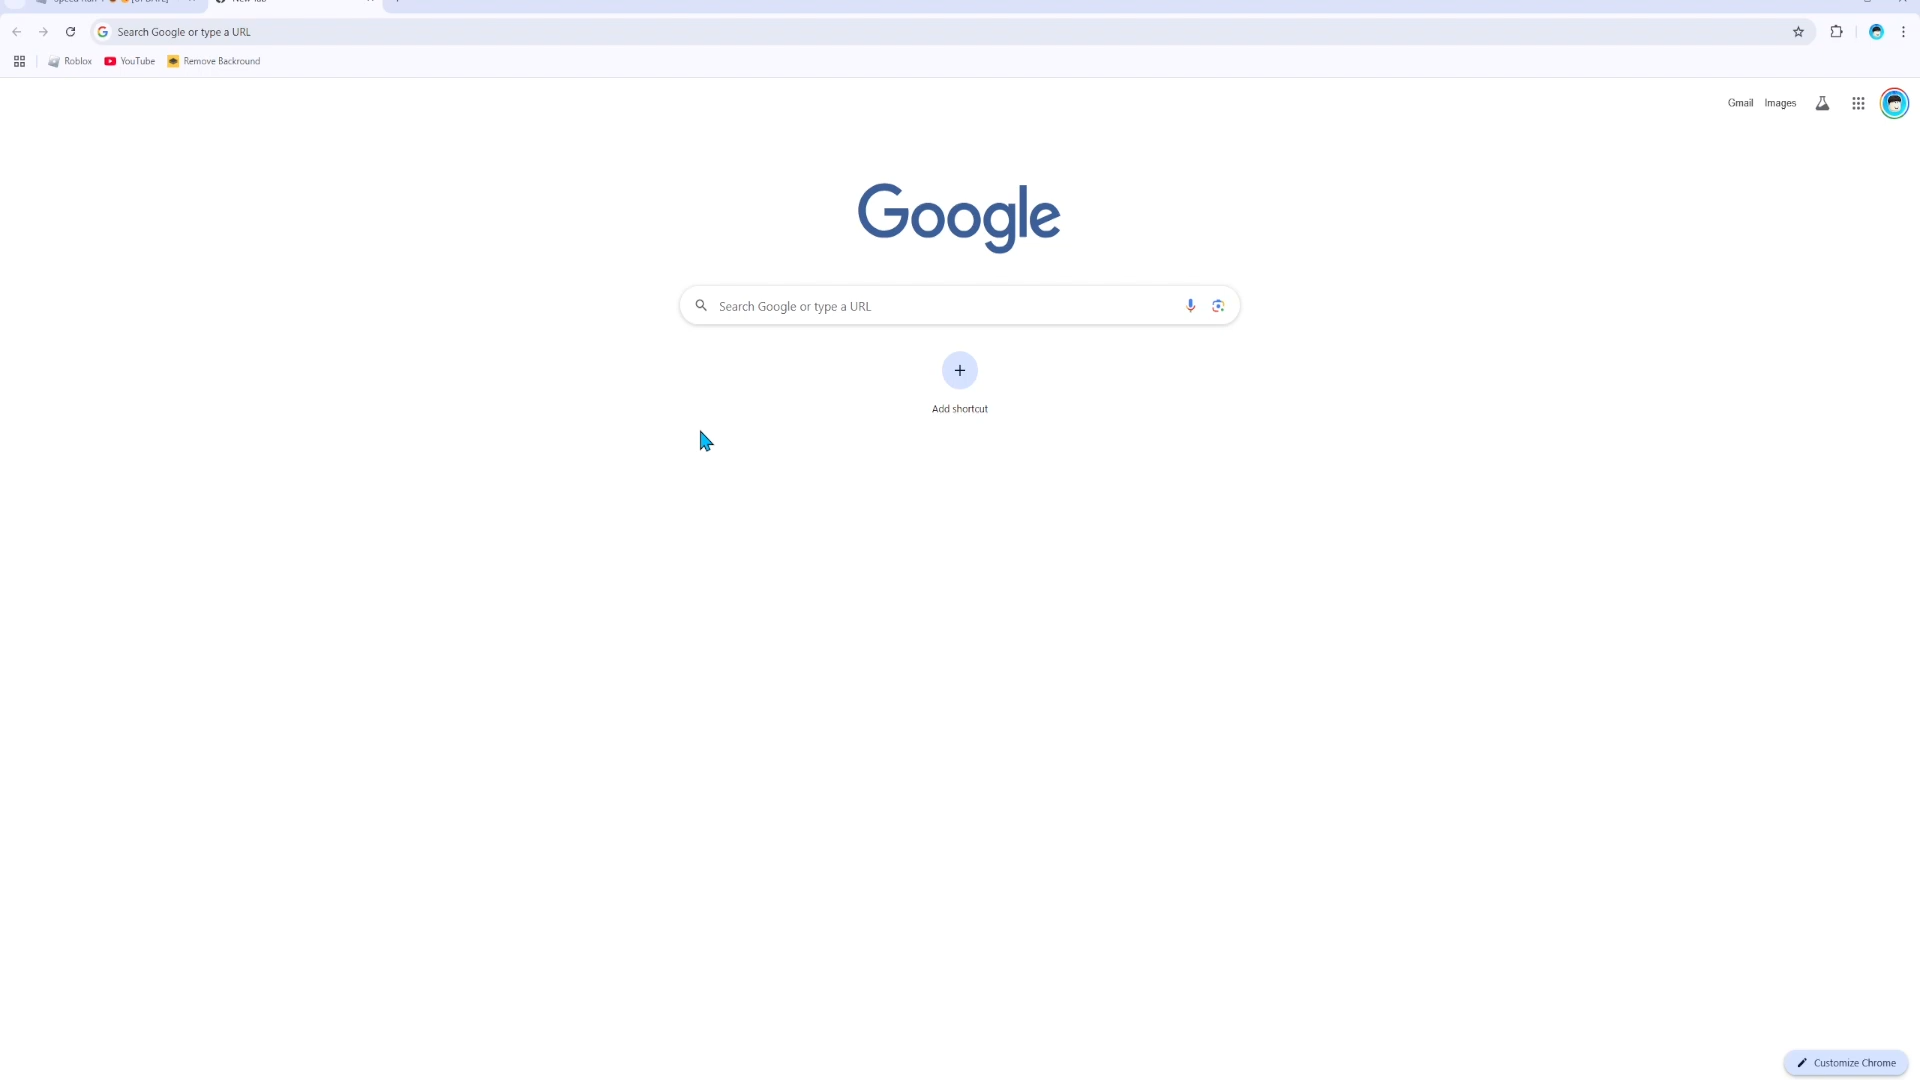 Search Google or type a URL
Roblox YouTube Remove Backround
Gmail Images
Google
Search Google or type a URL
Add shortcut
Customize Chrome